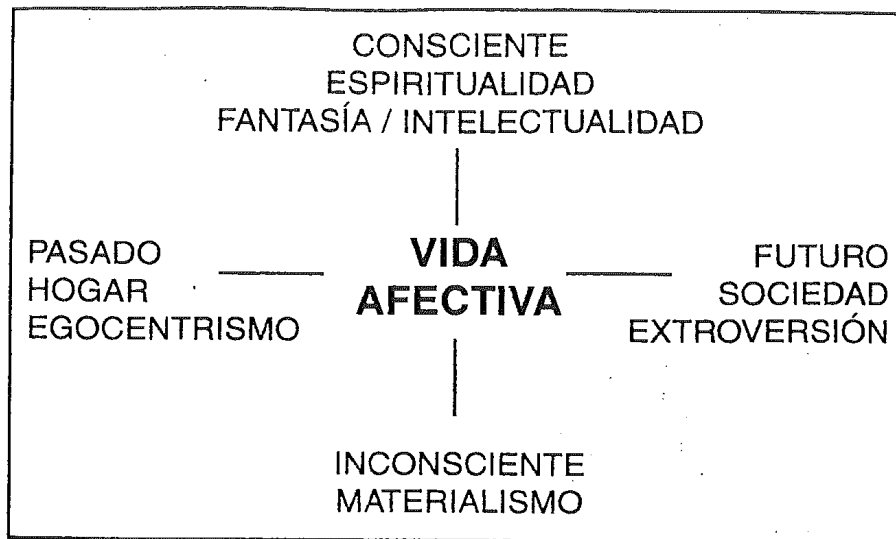 CONSCIENTE
ESPIRITUALIDAD
FANTASÍA / INTELECTUALIDAD
PASADO
HOGAR
EGOCENTRISMO
VIDA
AFECTIVA
FUTURO
SOCIEDAD
EXTROVERSIÓN
INCONSCIENTE
MATERIALISMO